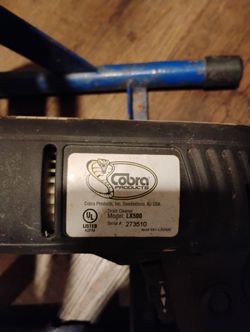 Cobra
PRODUCTS
Cobra Products, Inc. Swedesboro, NJ USA
Drain Cleaner
Model: LX500
Serial #: 273510
UL
LISTED